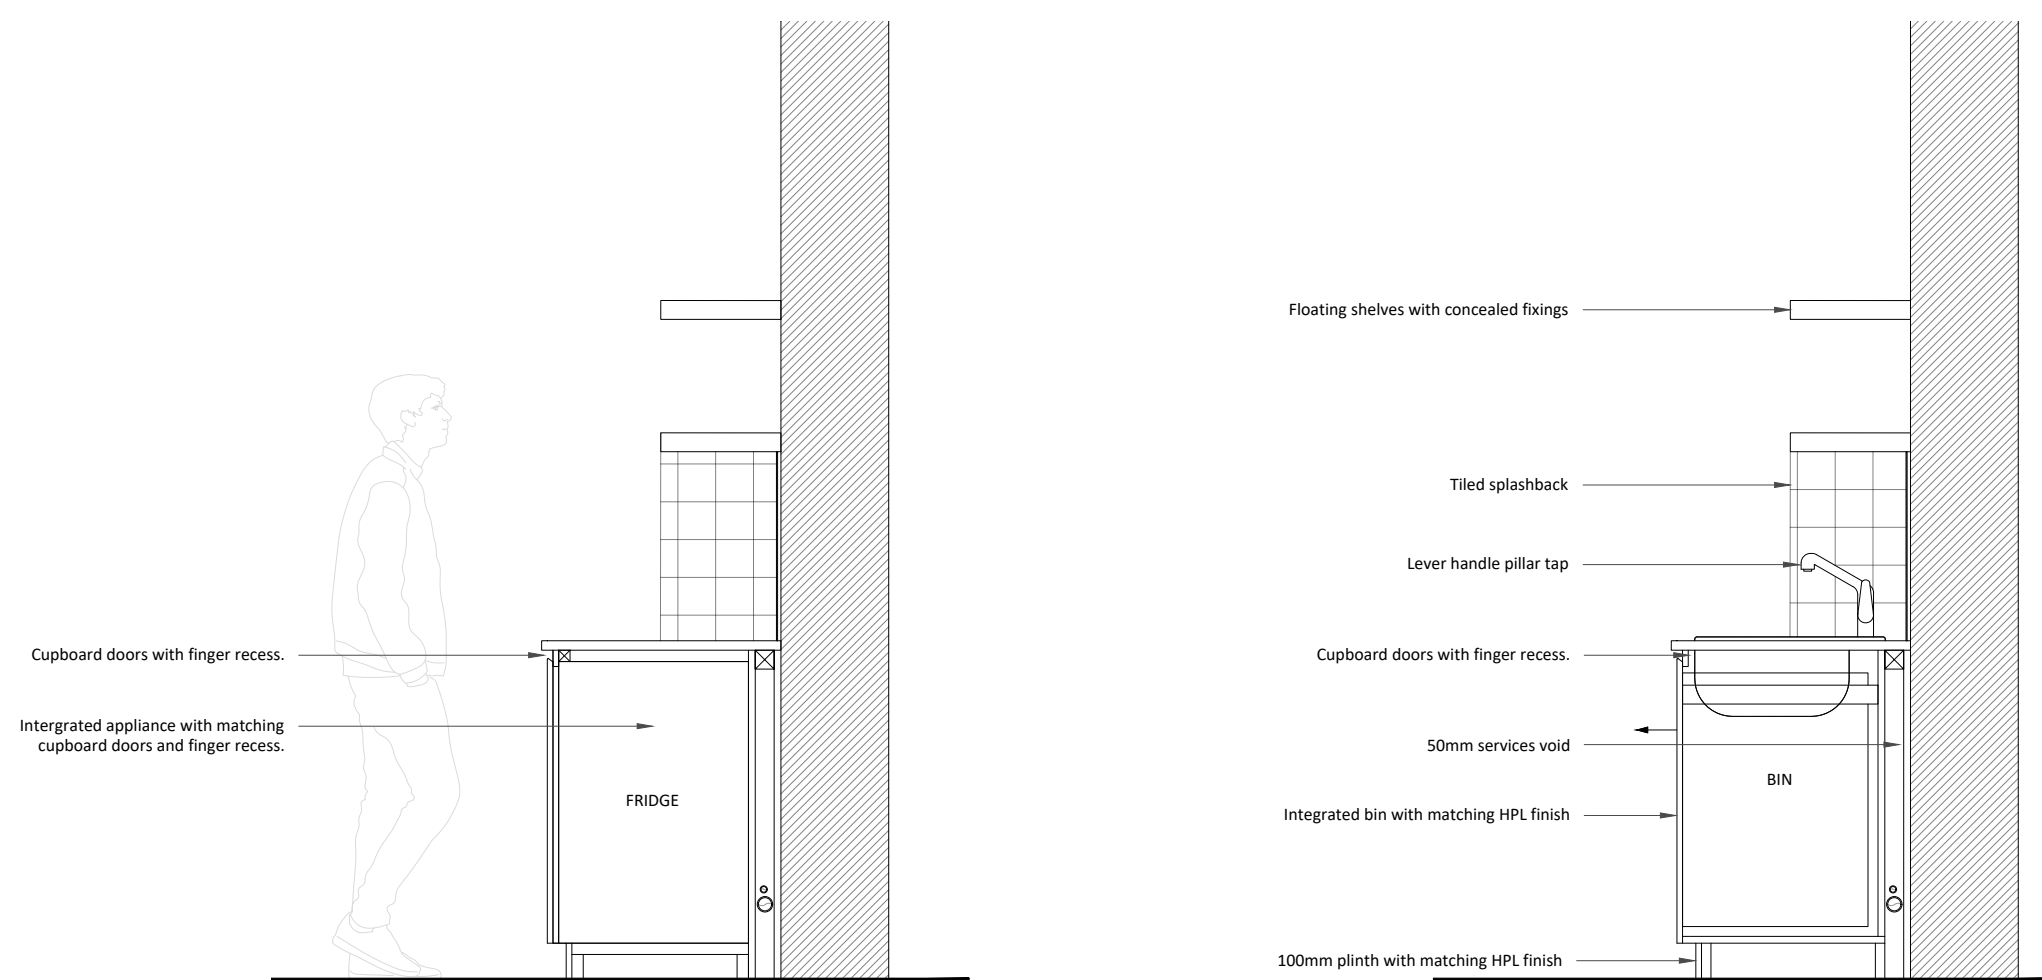 Cupboard doors with finger recess.
Intergrated appliance with matching
cupboard doors and finger recess.
FRIDGE
Floating shelves with concealed fixings
Tiled splashback
Lever handle pillar tap
Cupboard doors with finger recess.
50mm services void
BIN
Integrated bin with matching HPL finish
100mm plinth with matching HPL finish